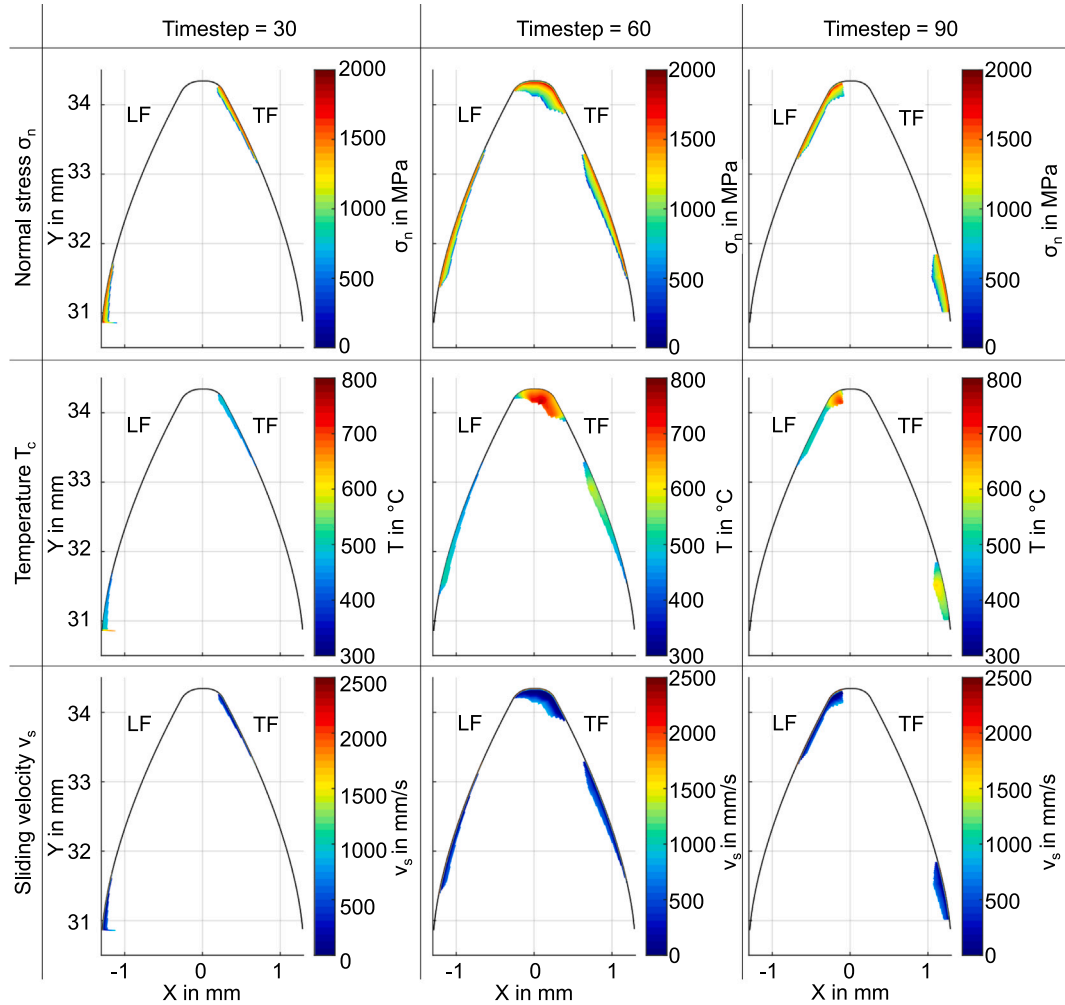 Timestep = 30 Timestep = 60 Timestep = 90
Normal stress σn
Y in mm
34
33
32
31
LF TF
2000
1500
1000
500
0
σn in MPa
LF TF
2000
1500
1000
500
0
σn in MPa
LF TF
2000
1500
1000
500
0
σn in MPa
Temperature Tc
Y in mm
34
33
32
31
LF TF
800
700
600
500
400
300
T in °C
LF TF
800
700
600
500
400
300
T in °C
LF TF
800
700
600
500
400
300
T in °C
Sliding velocity vs
Y in mm
34
33
32
31
LF TF
2500
2000
1500
1000
500
0
vs in mm/s
LF TF
2500
2000
1500
1000
500
0
vs in mm/s
LF TF
2500
2000
1500
1000
500
0
vs in mm/s
-1 0 1
X in mm
-1 0 1
X in mm
-1 0 1
X in mm